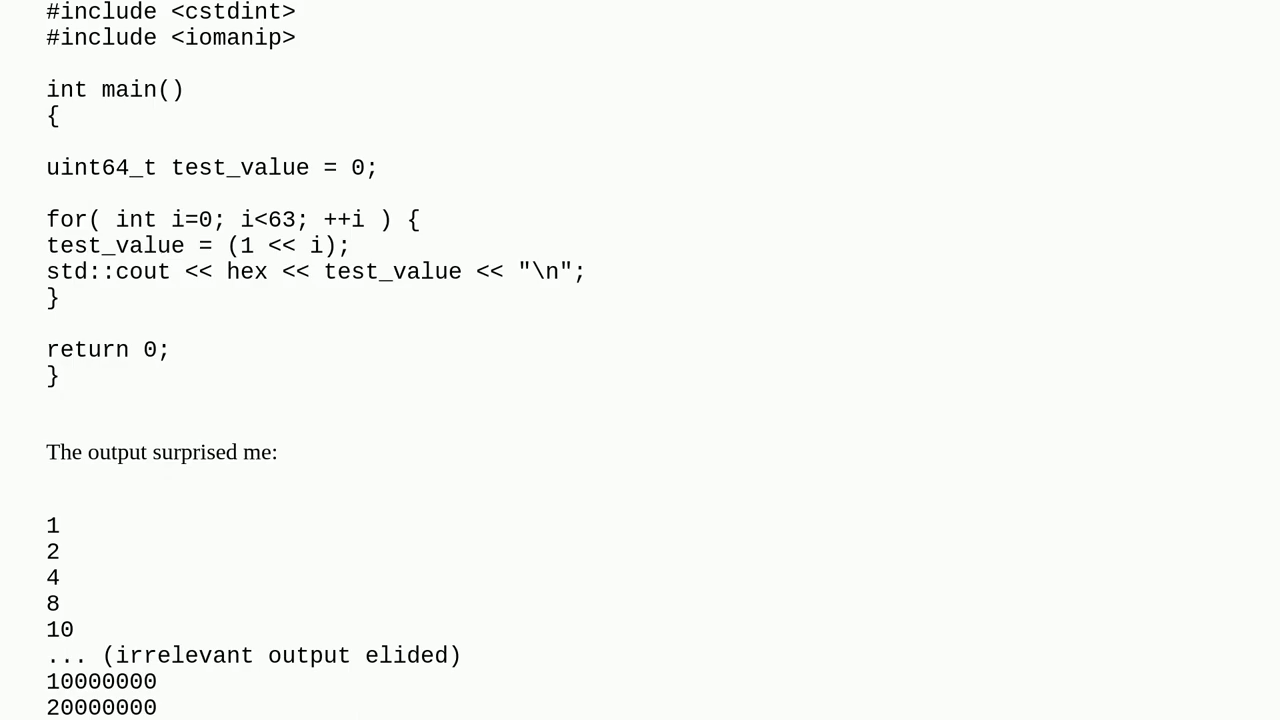 #include <cstdint>
#include <iomanip>
int main()
{
uint64_t test_value = 0;
for( int i=0; i<63; ++i ) {
test_value = (1 << i);
std::cout << hex << test_value << "\n";
}
return 0;
}
The output surprised me:
1
2
4
8
10
... (irrelevant output elided)
10000000
20000000